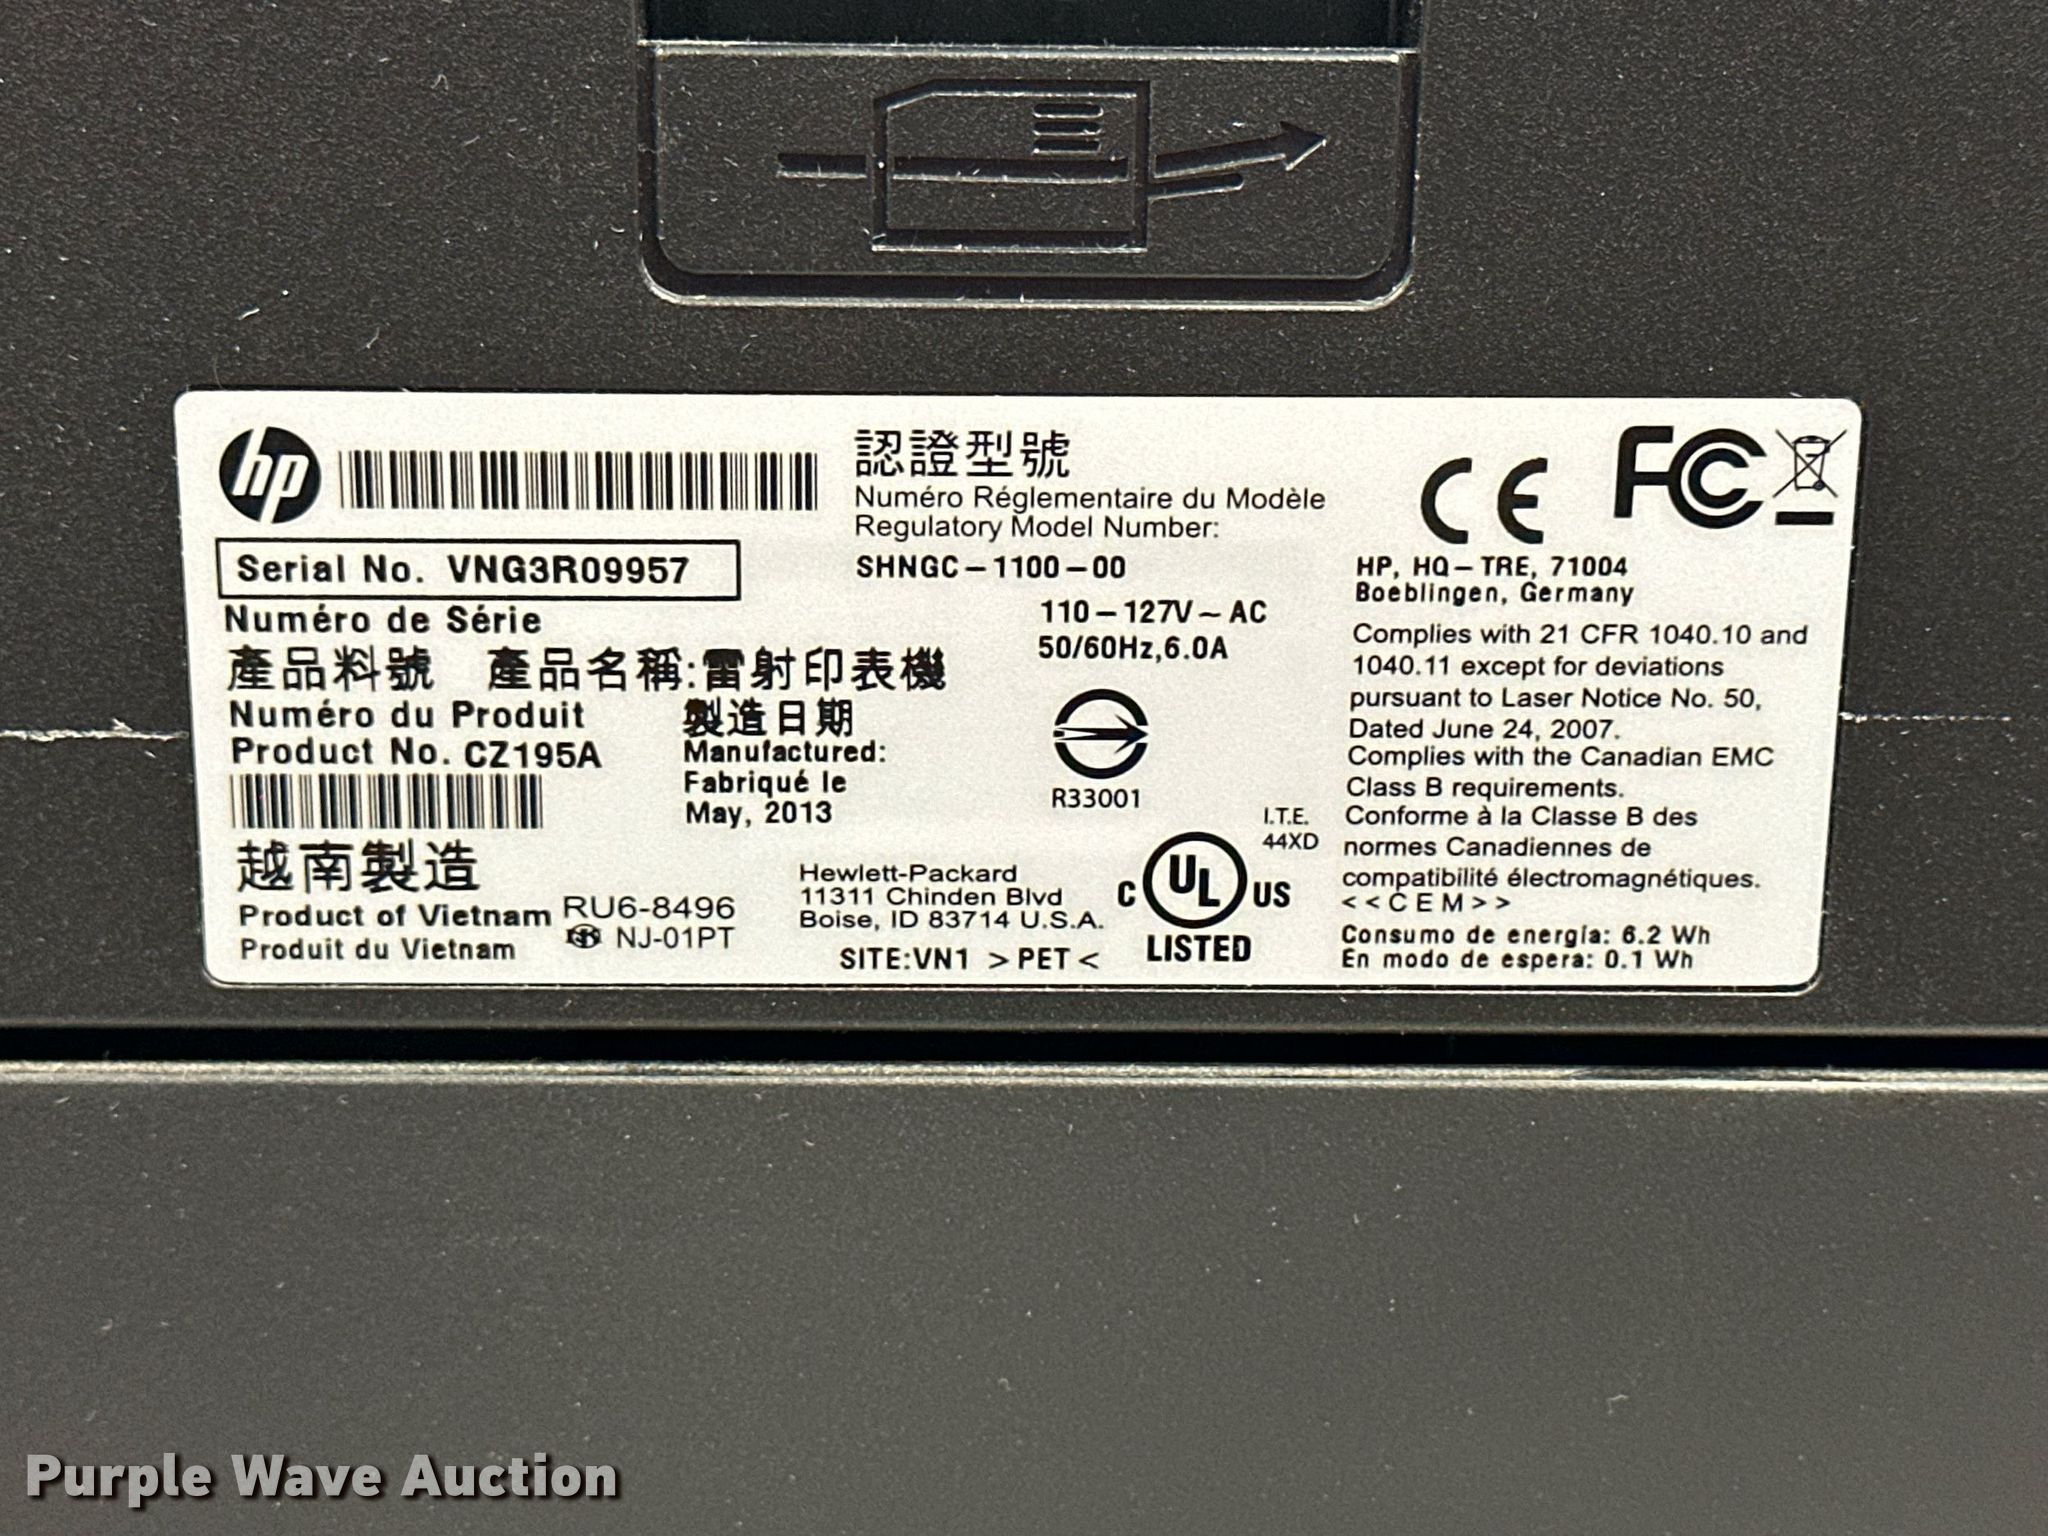 hp
認證型號
Numéro Réglementaire du Modèle
Regulatory Model Number:
SHNGC-1100-00
Serial No. VNG3R09957
Numéro de Série
產品料號 產品名稱:雷射印表機
Numéro du Produit
Product No. CZ195A
製造日期
Manufactured:
Fabriqué le
May, 2013
越南製造
Product of Vietnam
Produit du Vietnam
RU6-8496
NJ-01PT
110-127V~AC
50/60Hz,6.0A
R33001
I.T.E.
44XD
Hewlett-Packard
11311 Chinden Blvd
Boise, ID 83714 U.S.A.
SITE:VN1 >PET<
C UL US
LISTED
CE FC
HP, HQ-TRE, 71004
Boeblingen, Germany
Complies with 21 CFR 1040.10 and
1040.11 except for deviations
pursuant to Laser Notice No. 50,
Dated June 24, 2007.
Complies with the Canadian EMC
Class B requirements.
Conforme à la Classe B des
normes Canadiennes de
compatibilité électromagnétiques.
<<CEM>>
Consumo de energía: 6.2 Wh
En modo de espera: 0.1 Wh
Purple Wave Auction